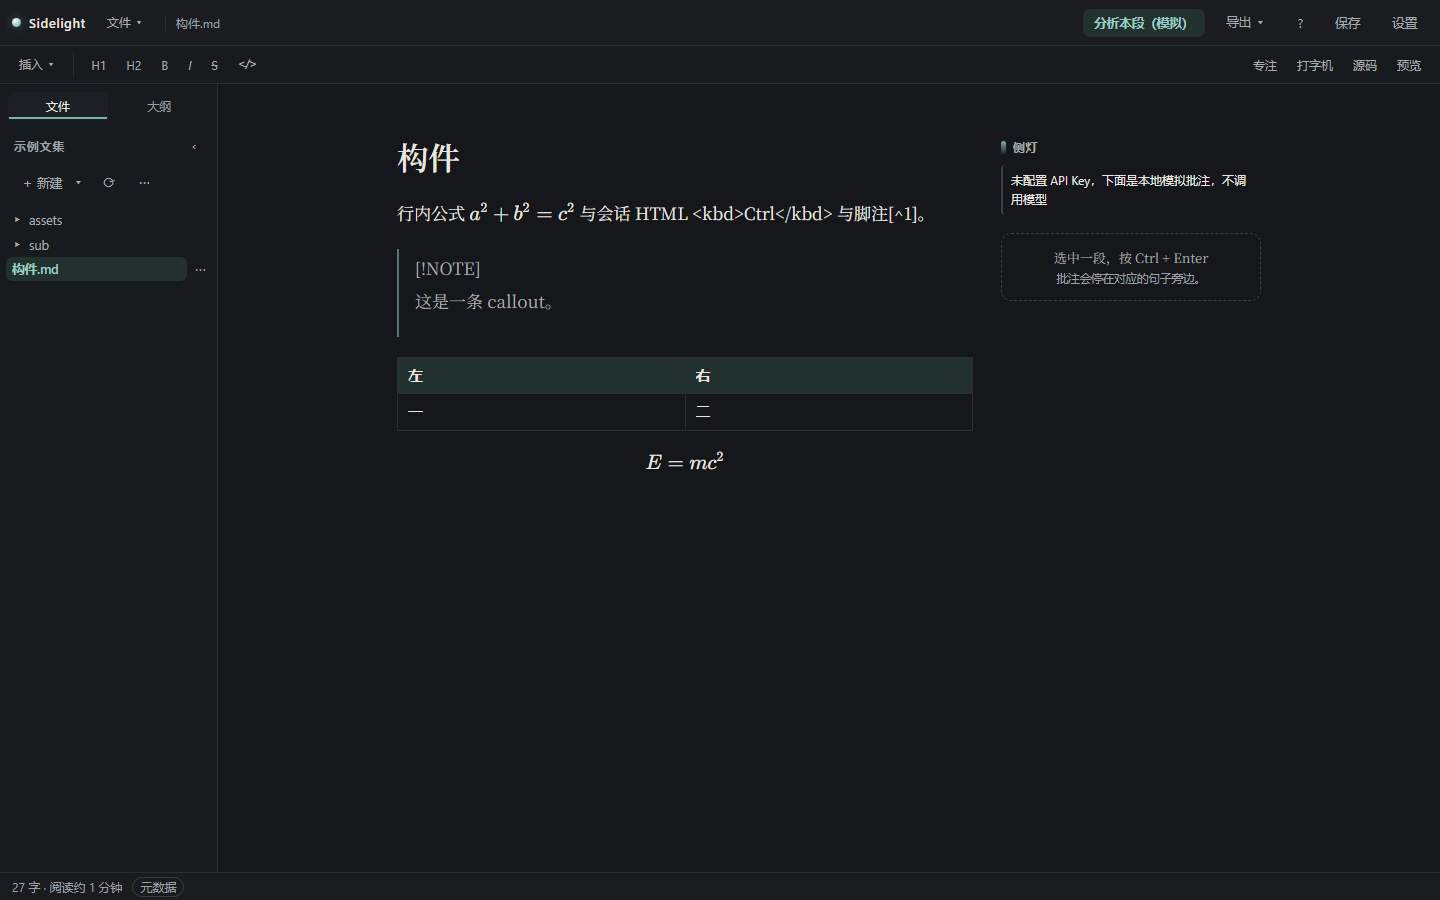 Sidelight 文件 构件.md 分析本段（模拟） 导出 ? 保存 设置
插入 H1 H2 B I S </> 专注 打字机 源码 预览
文件 大纲
示例文集
+ 新建 ···
assets
sub
构件.md ···
构件
行内公式 a² + b² = c² 与会话 HTML <kbd>Ctrl</kbd> 与脚注[^1]。
[!NOTE]
这是一条 callout。
左 右
一 二
E = mc²
侧灯
未配置 API Key，下面是本地模拟批注，不调
用模型
选中一段，按 Ctrl + Enter
批注会停在对应的句子旁边。
27 字 · 阅读约 1 分钟 元数据